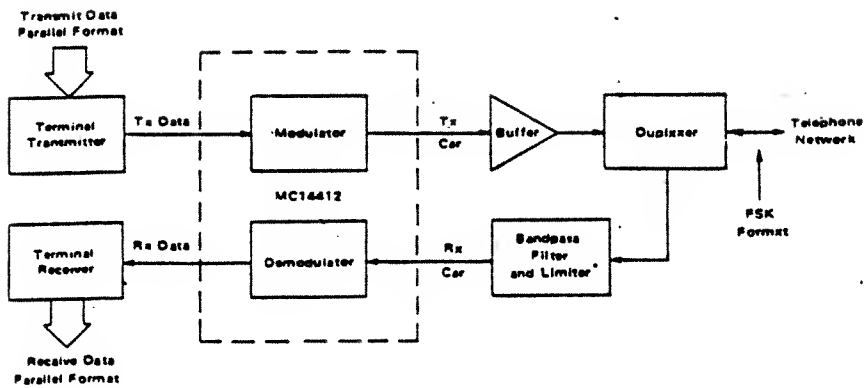 Transmit Data
Parallel Format
Terminal
Transmitter
Tx Data
Modulator
Tx
Car
Buffer
Duplexer
Telephone
Network
MC14412
FSK
Format
Terminal
Receiver
Rx Data
Demodulator
Rx
Car
Bandpass
Filter
and Limiter*
Receive Data
Parallel Format